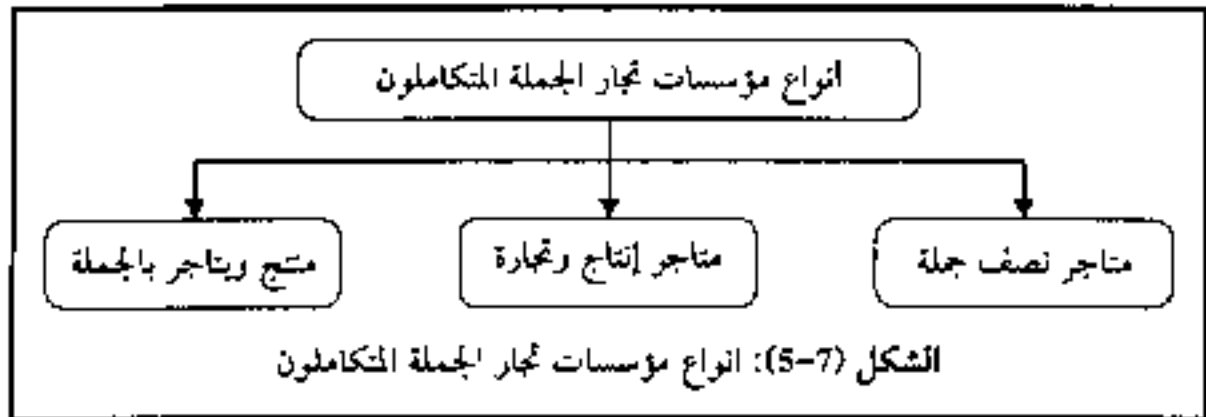 انواع مؤسسات تجار الجملة المتكاملون
متاجر نصف جملة
متاجر إنتاج وتجارة
منتج ويتاجر بالجملة
الشكل (7-5): انواع مؤسسات تجار الجملة المتكاملون